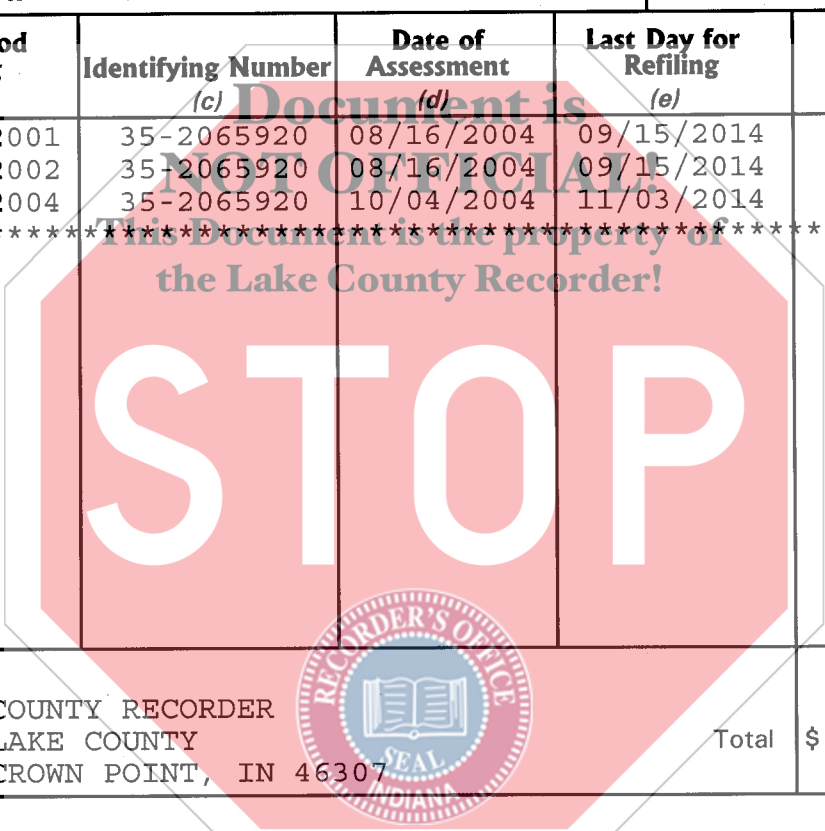 Identifying Number Date of Assessment Last Day for Refiling
(c) (d) (e)
Document is
2001 35-2065920 08/16/2004 09/15/2014
2002 35-2065920 08/16/2004 09/15/2014
NOT OFFICIAL!
2004 35-2065920 10/04/2004 11/03/2014
This Document is the property of
the Lake County Recorder!
STOP
RECORDER'S OFFICE
SEAL
INDIANA
COUNTY RECORDER
LAKE COUNTY
Total $
CROWN POINT, IN 46307